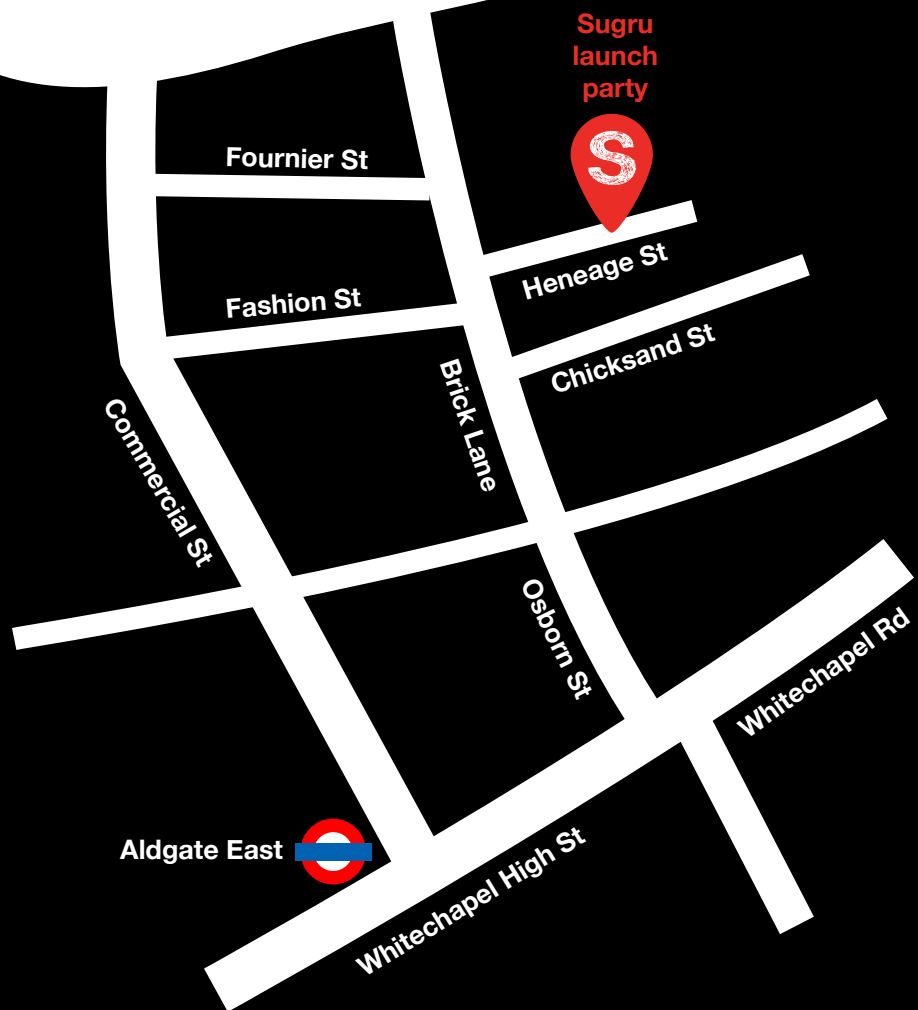 Sugru
launch
party
S
Fournier St
Heneage St
Fashion St
Chicksand St
Brick Lane
Commercial St
Osborn St
Whitechapel Rd
Aldgate East
Whitechapel High St